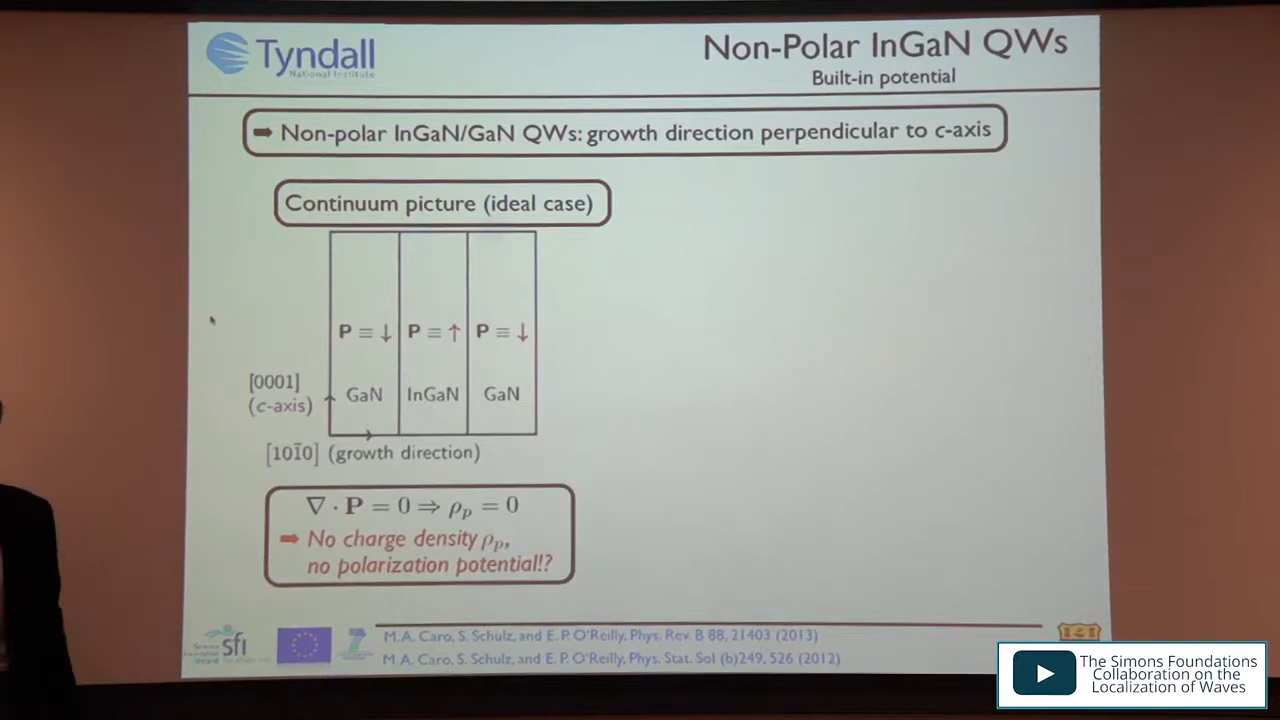 Tyndall
National Institute
Non-Polar InGaN QWs
Built-in potential
➡ Non-polar InGaN/GaN QWs: growth direction perpendicular to c-axis
Continuum picture (ideal case)
P ≡ ↓ P ≡ ↑ P ≡ ↓
[0001]
(c-axis)
GaN InGaN GaN
[101̄0] (growth direction)
∇ · P = 0 ⇒ ρp = 0
➡ No charge density ρp,
no polarization potential!?
sfi
M.A. Caro, S. Schulz, and E. P. O'Reilly, Phys. Rev. B 88, 21403 (2013)
M. A. Caro, S. Schulz, and E. P. O'Reilly, Phys. Stat. Sol (b)249, 526 (2012)
The Simons Foundations
Collaboration on the
Localization of Waves